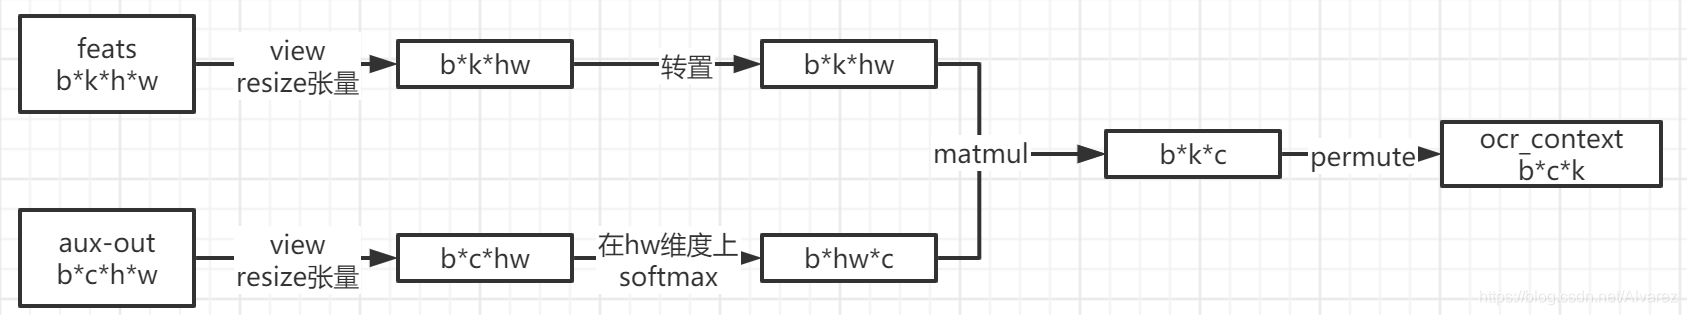 feats
b*k*h*w
view
resize张量
b*k*hw
转置
b*k*hw
matmul
b*k*c
permute
ocr_context
b*c*k
aux-out
b*c*h*w
view
resize张量
b*c*hw
在hw维度上
softmax
b*hw*c
https://blog.csdn.net/Alvarez